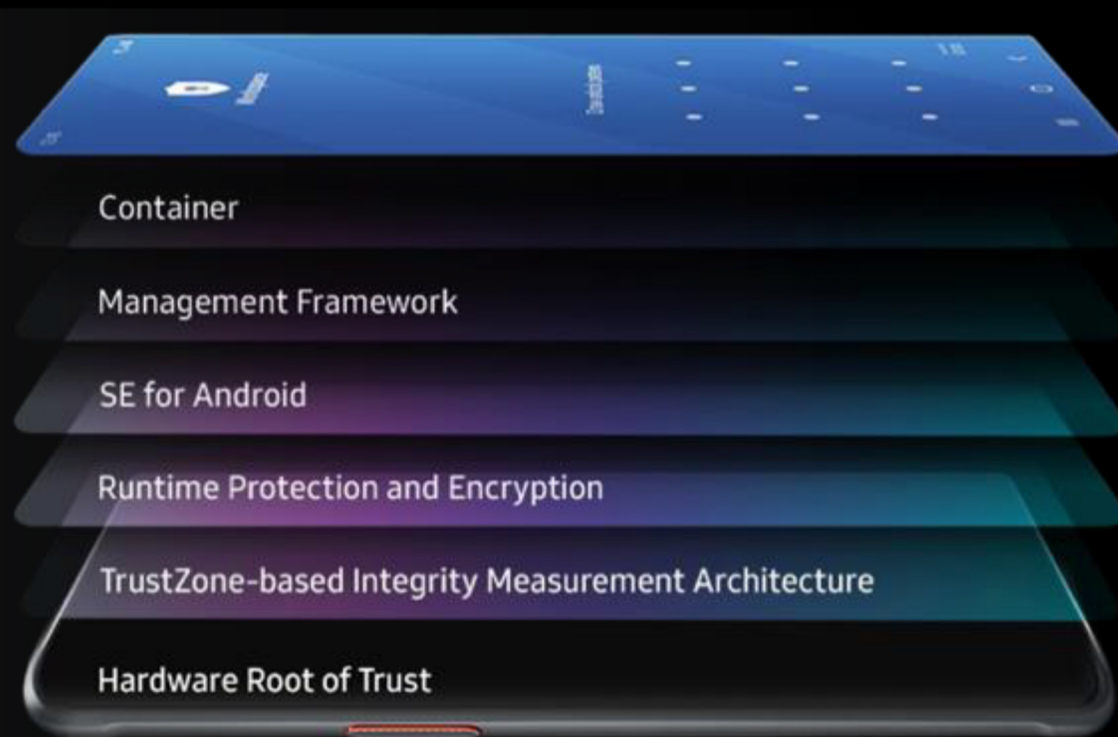 Container
Management Framework
SE for Android
Runtime Protection and Encryption
TrustZone-based Integrity Measurement Architecture
Hardware Root of Trust